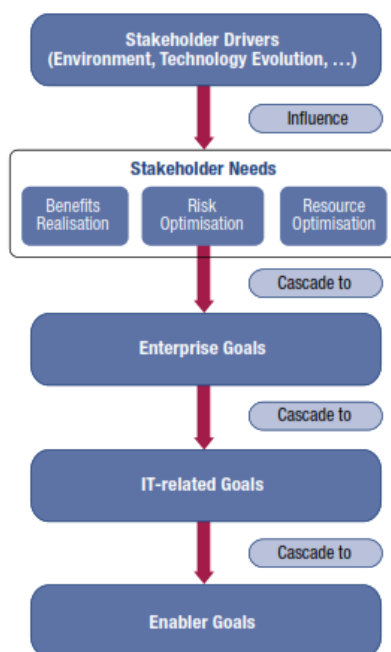 Stakeholder Drivers
(Environment, Technology Evolution, …)
Influence
Stakeholder Needs
Benefits
Realisation
Risk
Optimisation
Resource
Optimisation
Cascade to
Enterprise Goals
Cascade to
IT-related Goals
Cascade to
Enabler Goals